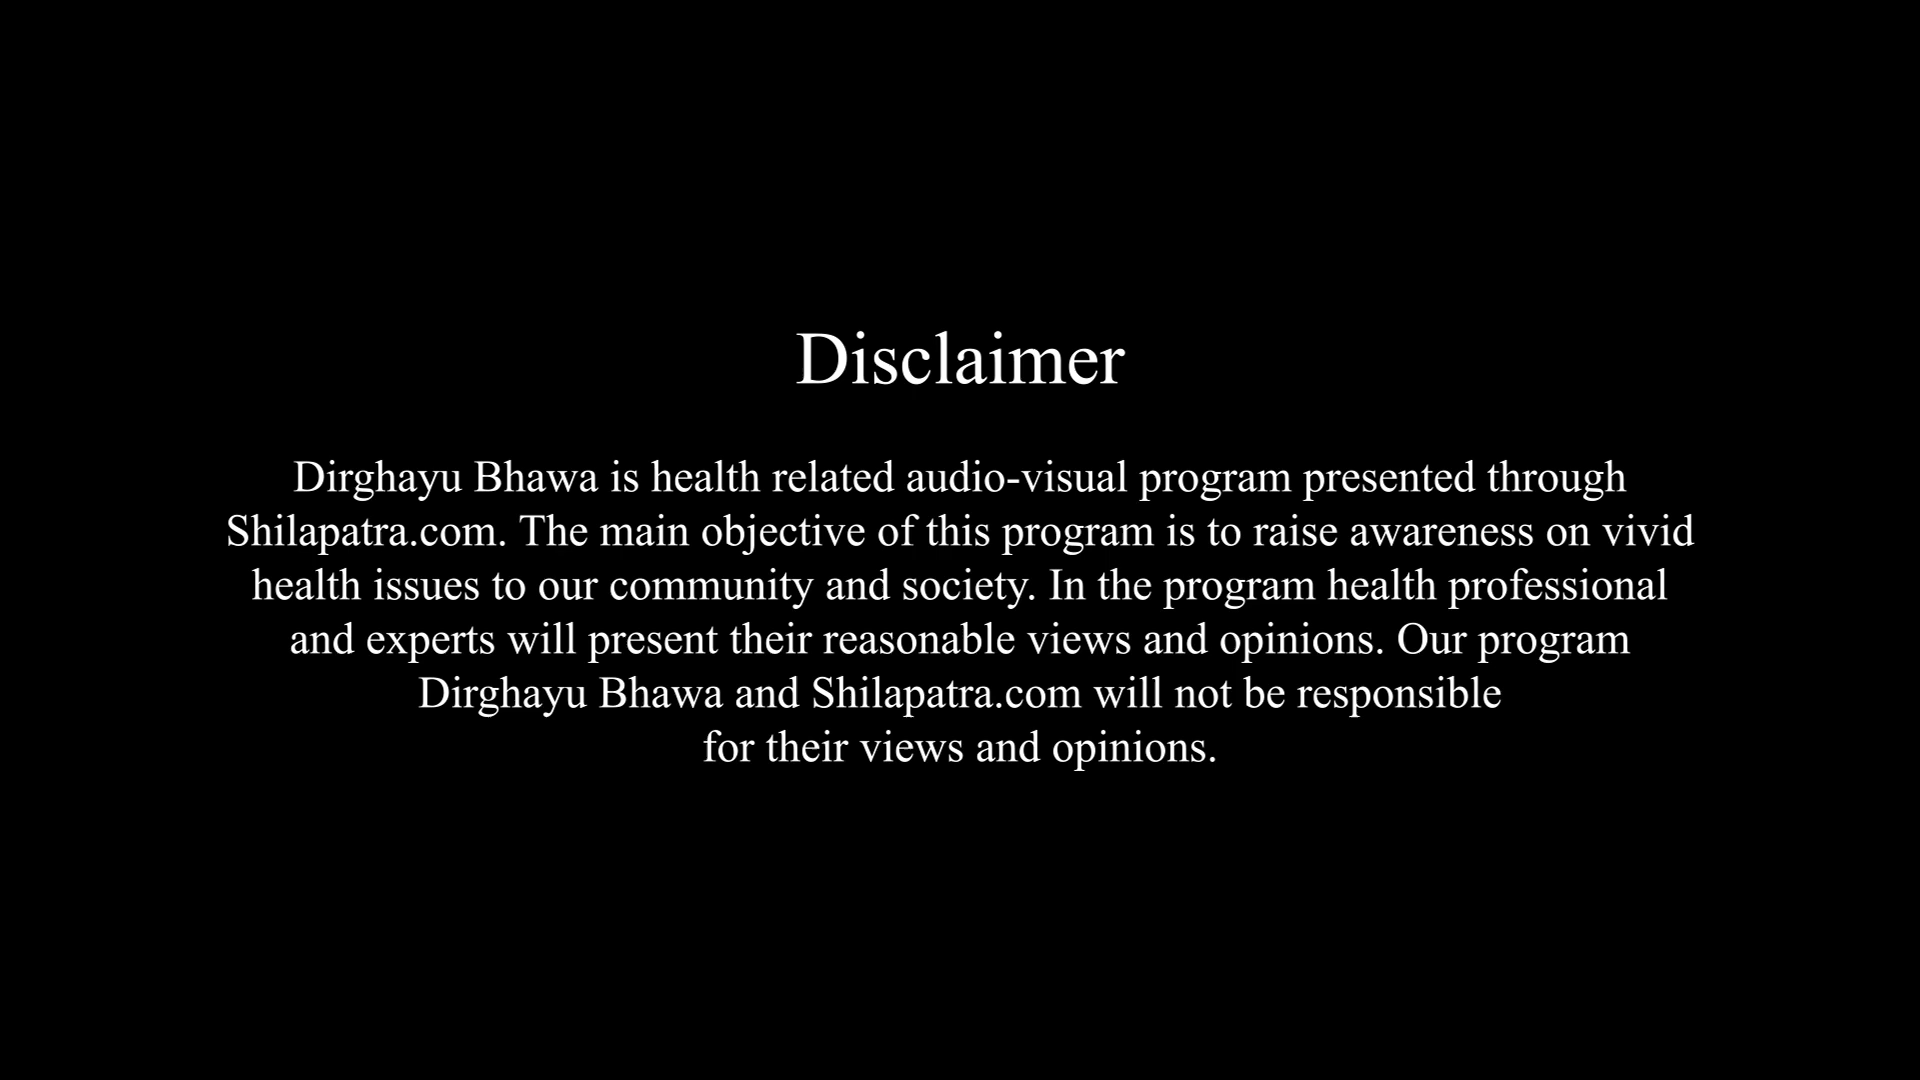 Disclaimer
Dirghayu Bhawa is health related audio-visual program presented through
Shilapatra.com. The main objective of this program is to raise awareness on vivid
health issues to our community and society. In the program health professional
and experts will present their reasonable views and opinions. Our program
Dirghayu Bhawa and Shilapatra.com will not be responsible
for their views and opinions.